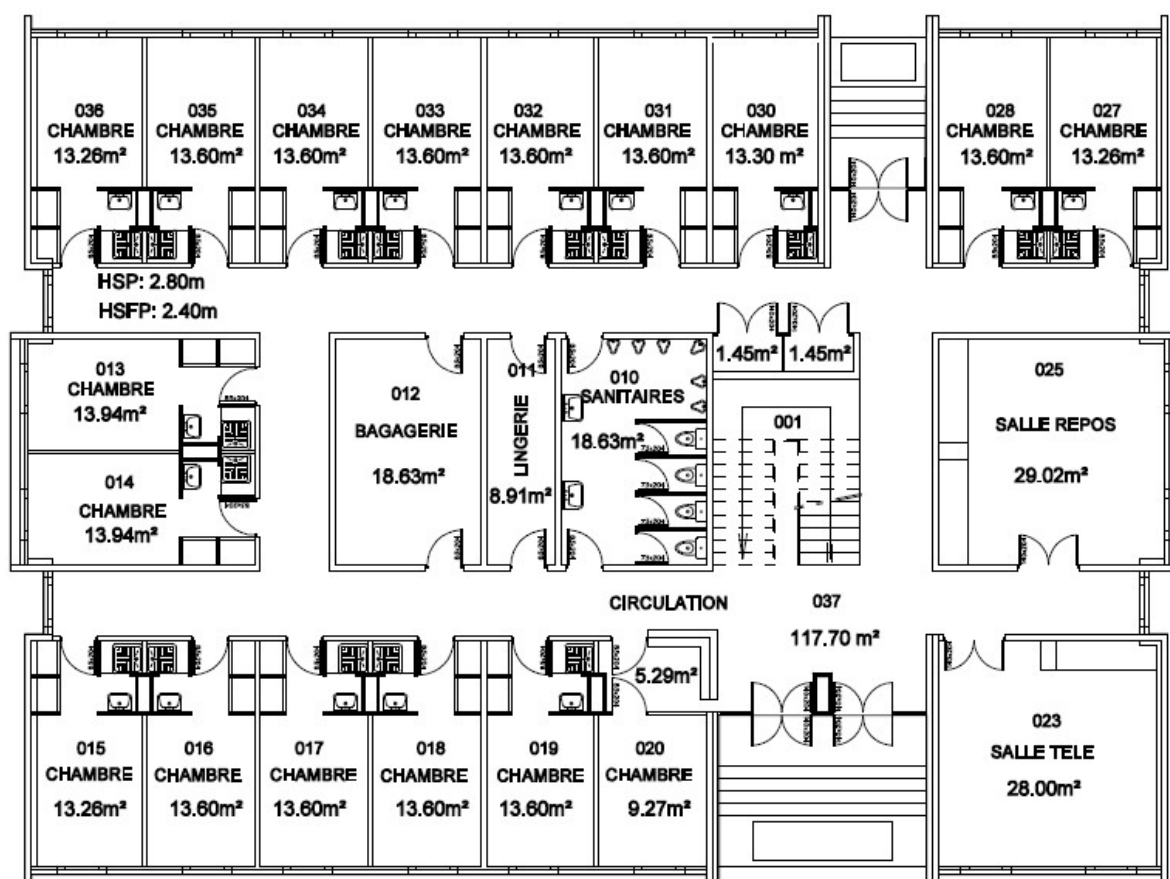 036
CHAMBRE
13.26m²
035
CHAMBRE
13.60m²
034
CHAMBRE
13.60m²
033
CHAMBRE
13.60m²
032
CHAMBRE
13.60m²
031
CHAMBRE
13.60m²
030
CHAMBRE
13.30 m²
028
CHAMBRE
13.60m²
027
CHAMBRE
13.26m²
HSP: 2.80m
HSFP: 2.40m
013
CHAMBRE
13.94m²
014
CHAMBRE
13.94m²
012
BAGAGERIE
18.63m²
011
LINGERIE
8.91m²
010
SANITAIRES
18.63m²
1.45m²
1.45m²
001
025
SALLE REPOS
29.02m²
CIRCULATION
037
117.70 m²
5.29m²
015
CHAMBRE
13.26m²
016
CHAMBRE
13.60m²
017
CHAMBRE
13.60m²
018
CHAMBRE
13.60m²
019
CHAMBRE
13.60m²
020
CHAMBRE
9.27m²
023
SALLE TELE
28.00m²